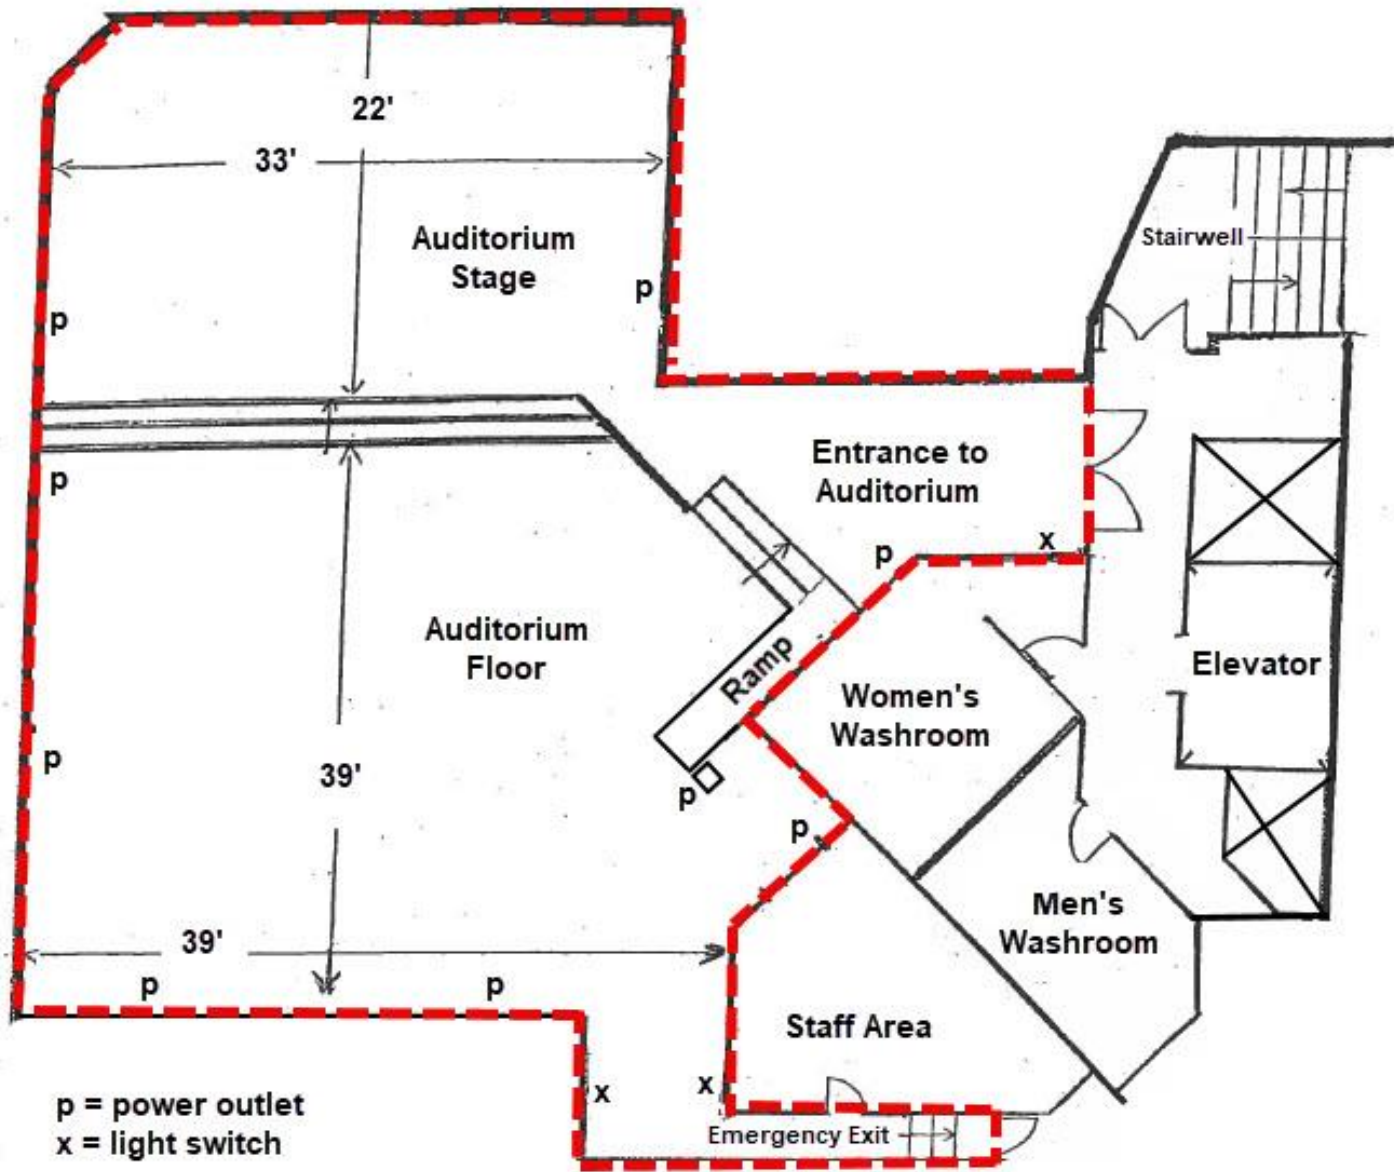 22'
33'
Auditorium
Stage
Stairwell
p
p
p
Entrance to
Auditorium
x
p
Auditorium
Floor
Ramp
Women's
Washroom
Elevator
p
39'
p
p
Men's
Washroom
39'
p
p
Staff Area
x
x
p = power outlet
x = light switch
Emergency Exit